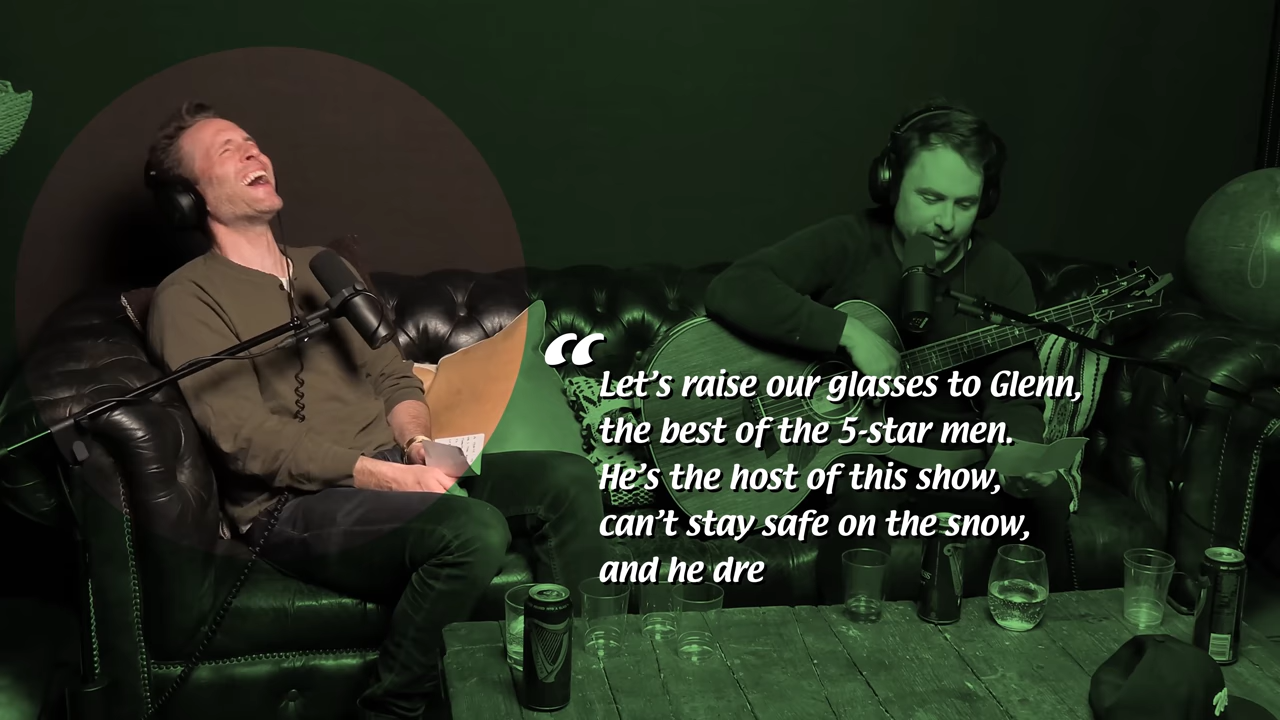 “
Let’s raise our glasses to Glenn,
the best of the 5-star men.
He’s the host of this show,
can’t stay safe on the snow,
and he dre